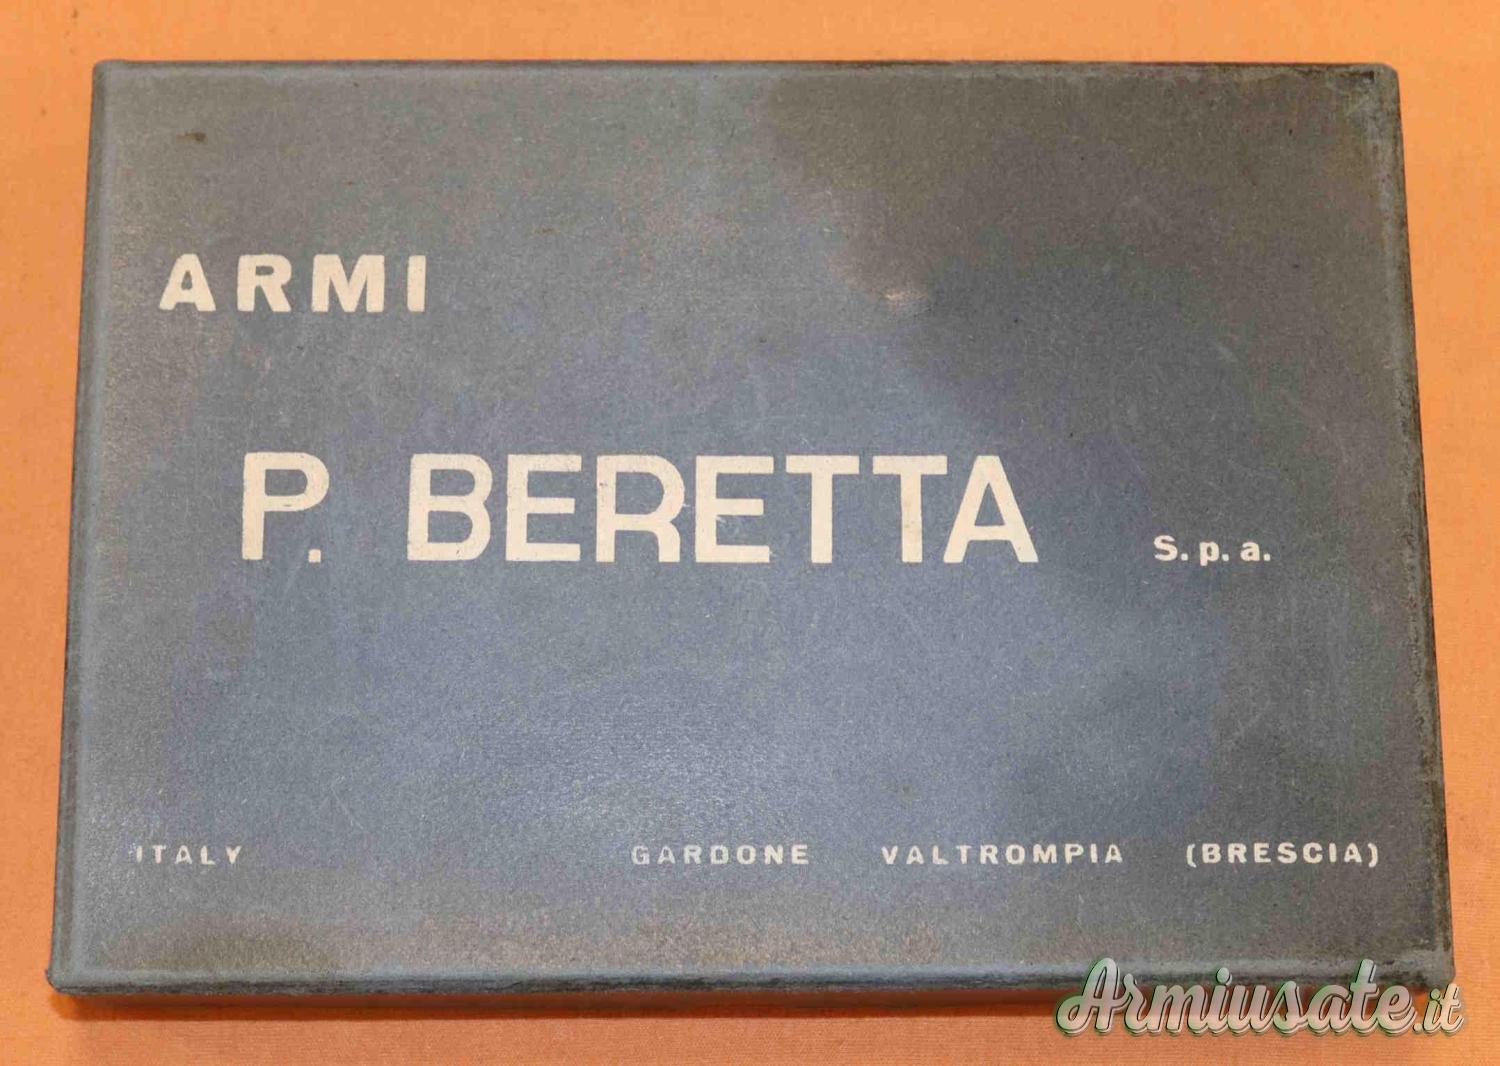 ARMI
P. BERETTA S.p.a.
ITALY GARDONE VALTROMPIA (BRESCIA)
Armiusate.it